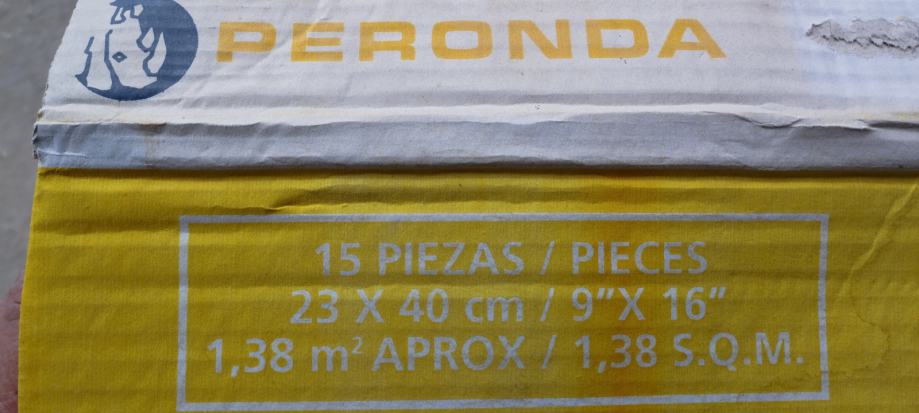 PERONDA
15 PIEZAS / PIECES
23 X 40 cm / 9”X 16”
1,38 m² APROX / 1,38 S.Q.M.